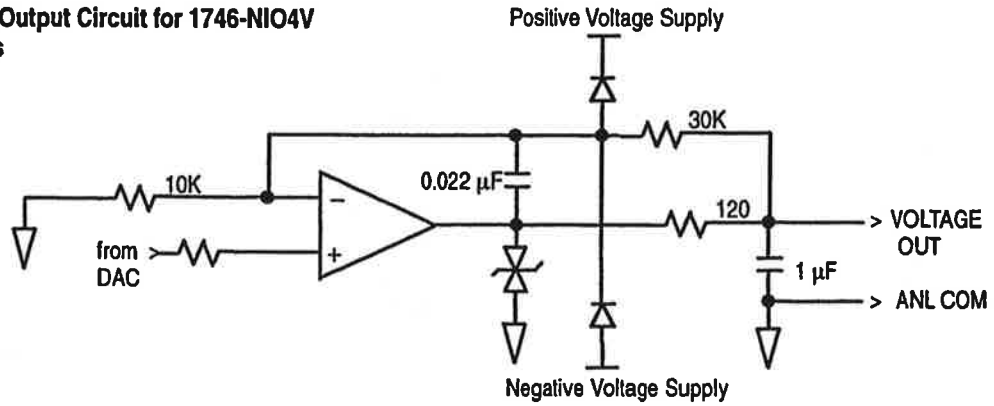 Output Circuit for 1746-NIO4V
s
Positive Voltage Supply
30K
10K
0.022 µF
−
+
120
from
DAC
> VOLTAGE
OUT
1 µF
> ANL COM
Negative Voltage Supply